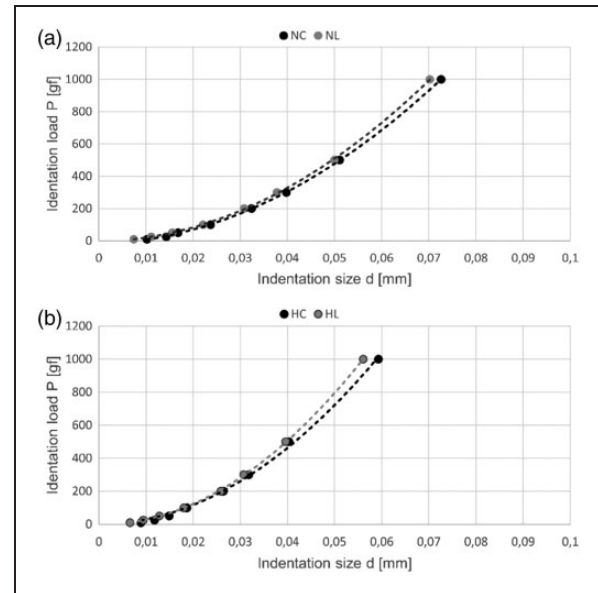 (a)
NC NL
Identation load P [gf]
1200
1000
800
600
400
200
0
0 0,01 0,02 0,03 0,04 0,05 0,06 0,07 0,08 0,09 0,1
Indentation size d [mm]
(b)
HC HL
Identation load P [gf]
1200
1000
800
600
400
200
0
0 0,01 0,02 0,03 0,04 0,05 0,06 0,07 0,08 0,09 0,1
Indentation size d [mm]